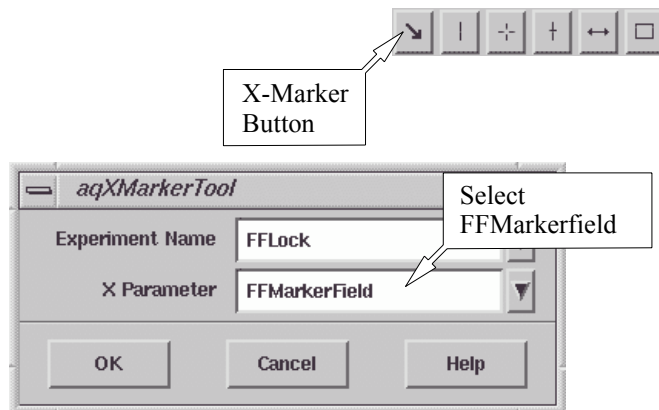 X-Marker
Button
aqXMarkerTool
Select
FFMarkerfield
Experiment Name
FFLock
X Parameter
FFMarkerField
OK
Cancel
Help